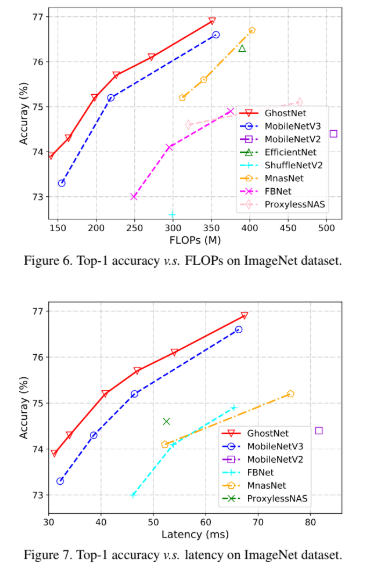 77
76
75
74
73
Accuray (%)
150 200 250 300 350 400 450 500
FLOPs (M)
GhostNet
MobileNetV3
MobileNetV2
EfficientNet
ShuffleNetV2
MnasNet
FBNet
ProxylessNAS
Figure 6. Top-1 accuracy v.s. FLOPs on ImageNet dataset.
77
76
75
74
73
Accuray (%)
30 40 50 60 70 80
Latency (ms)
GhostNet
MobileNetV3
MobileNetV2
FBNet
MnasNet
ProxylessNAS
Figure 7. Top-1 accuracy v.s. latency on ImageNet dataset.